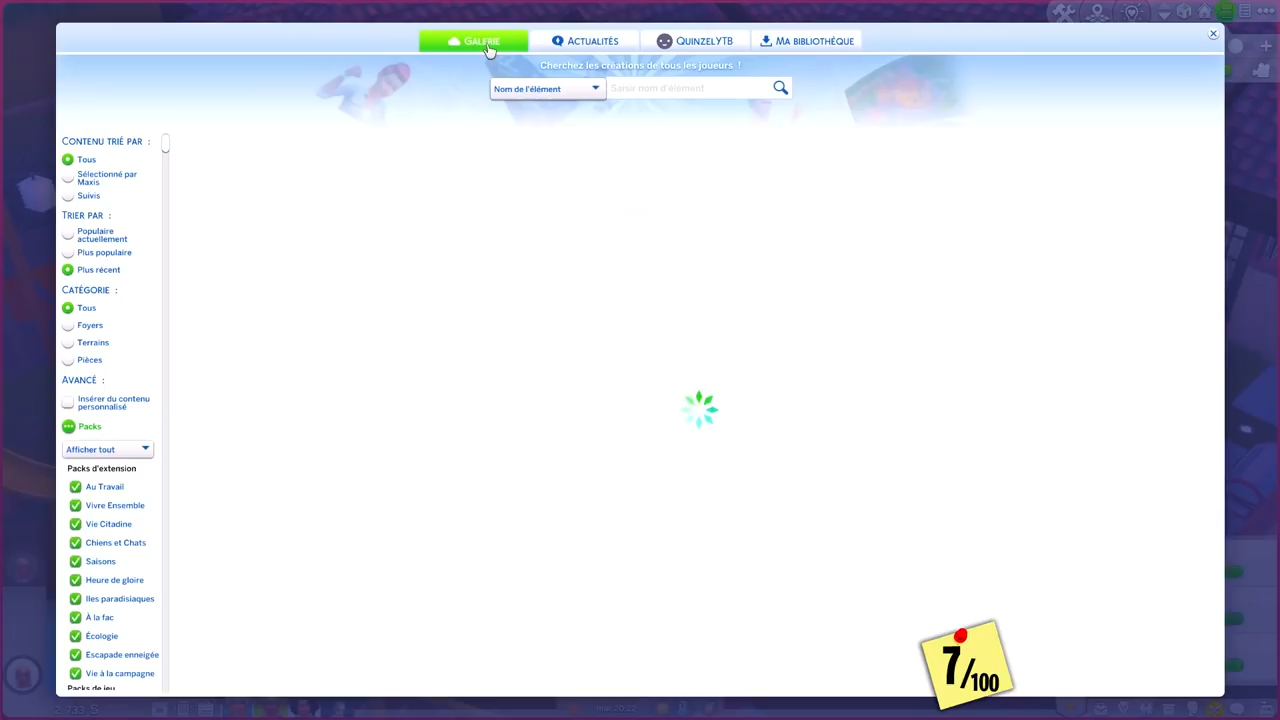 GALERIE
ACTUALITÉS
QUINZELYTB
MA BIBLIOTHÈQUE
Cherchez les créations de tous les joueurs !
Nom de l'élément
Saisir nom d'élément
CONTENU TRIÉ PAR :
Tous
Sélectionné par
Maxis
Suivis
TRIER PAR :
Populaire
actuellement
Plus populaire
Plus récent
CATÉGORIE :
Tous
Foyers
Terrains
Pièces
AVANCÉ :
Insérer du contenu
personnalisé
Packs
Afficher tout
Packs d'extension
Au Travail
Vivre Ensemble
Vie Citadine
Chiens et Chats
Saisons
Heure de gloire
Iles paradisiaques
À la fac
Écologie
Escapade enneigée
Vie à la campagne
Packs de jeu
7/100